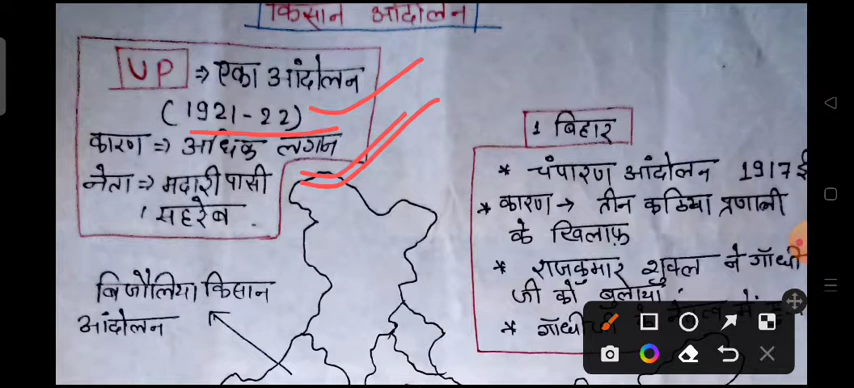 किसान आंदोलन
UP ⇒ एका आंदोलन
(1921-22)
कारण ⇒ अधिक लगान
नेता ⇒ मदारी पासी
सहरेब
1 बिहार
* चंपारण आंदोलन 1917 ई
* कारण → तीन कठिया प्रणाली
के खिलाफ़
* राजकुमार शुक्ल ने गाँधी
जी को बुलाया
* गाँधीजी
बिजौलिया किसान
आंदोलन